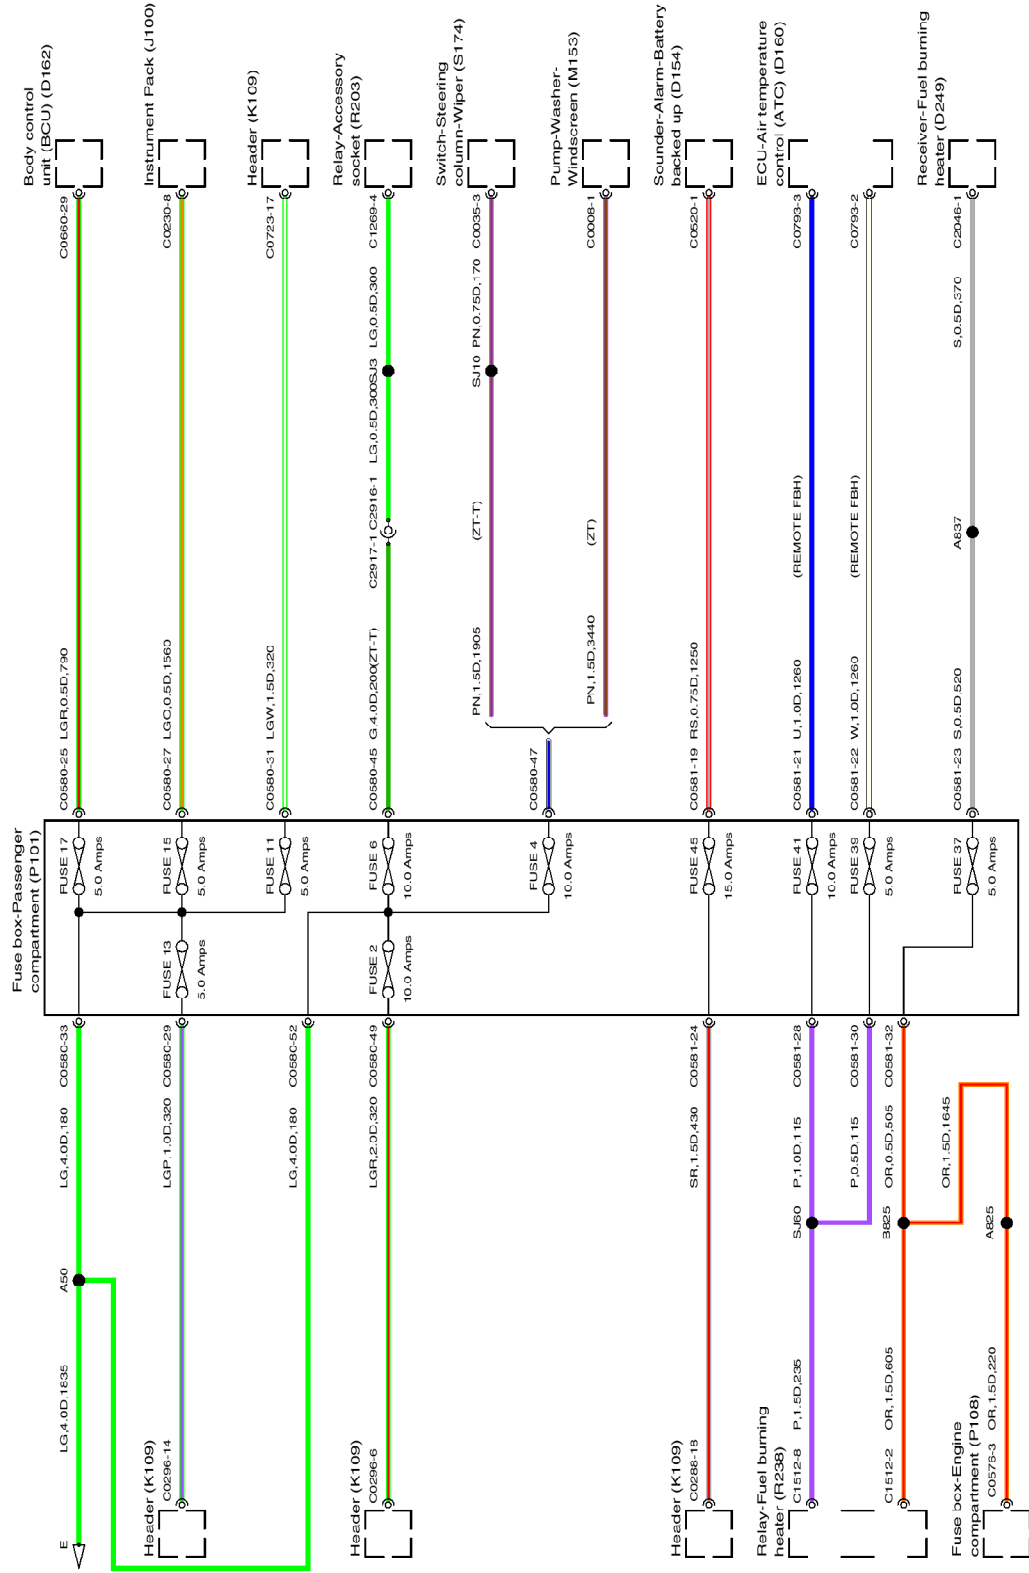 Body control
unit (BCU) (D162)
Instrument Pack (J100)
Header (K109)
Relay-Accessory
socket (R203)
Switch-Steering
column-Wiper (S174)
Pump-Washer-
Windscreen (M153)
Sounder-Alarm-Battery
backed up (D154)
ECU-Air temperature
control (ATC) (D160)
Receiver-Fuel burning
heater (D249)
C0660-29
C0230-8
C0723-17
C1269-4
C0035-3
C0008-1
C0520-1
C0793-3
C0793-2
C2046-1
LG,0.5D,300
SJ3
LG,0.5D,300
C2916-1
C2917-1
PN,0.75D,170
SJ10
(ZT-T)
(ZT)
(REMOTE FBH)
(REMOTE FBH)
S,0.5D,370
A837
LGR,0.5D,790
LGC,0.5D,1560
LGW,1.5D,320
G,4.0D,200(ZT-T)
PN,1.5D,1905
PN,1.5D,3440
RS,0.75D,1250
U,1.0D,1260
W,1.0D,1260
S,0.5D,520
C0580-25
C0580-27
C0580-31
C0580-45
C0580-47
C0581-19
C0581-21
C0581-22
C0581-23
Fuse box-Passenger
compartment (P101)
FUSE 17
5.0 Amps
FUSE 15
5.0 Amps
FUSE 11
5.0 Amps
FUSE 6
10.0 Amps
FUSE 4
10.0 Amps
FUSE 45
15.0 Amps
FUSE 41
10.0 Amps
FUSE 39
5.0 Amps
FUSE 37
5.0 Amps
FUSE 13
5.0 Amps
FUSE 2
10.0 Amps
C0580-33
C0580-29
C0580-52
C0580-49
C0581-24
C0581-28
C0581-30
C0581-32
LG,4.0D,180
LGP,1.0D,320
LG,4.0D,180
LGR,2.0D,320
SR,1.5D,430
P,1.0D,115
P,0.5D,115
OR,0.5D,505
OR,1.5D,1645
A50
SJ60
B825
A825
LG,4.0D,1835
P,1.5D,235
OR,1.5D,605
OR,1.5D,220
E
Header (K109)
C0296-14
Header (K109)
C0296-6
Header (K109)
C0286-18
Relay-Fuel burning
heater (R238)
C1512-8
C1512-2
Fuse box-Engine
compartment (P108)
C0576-3